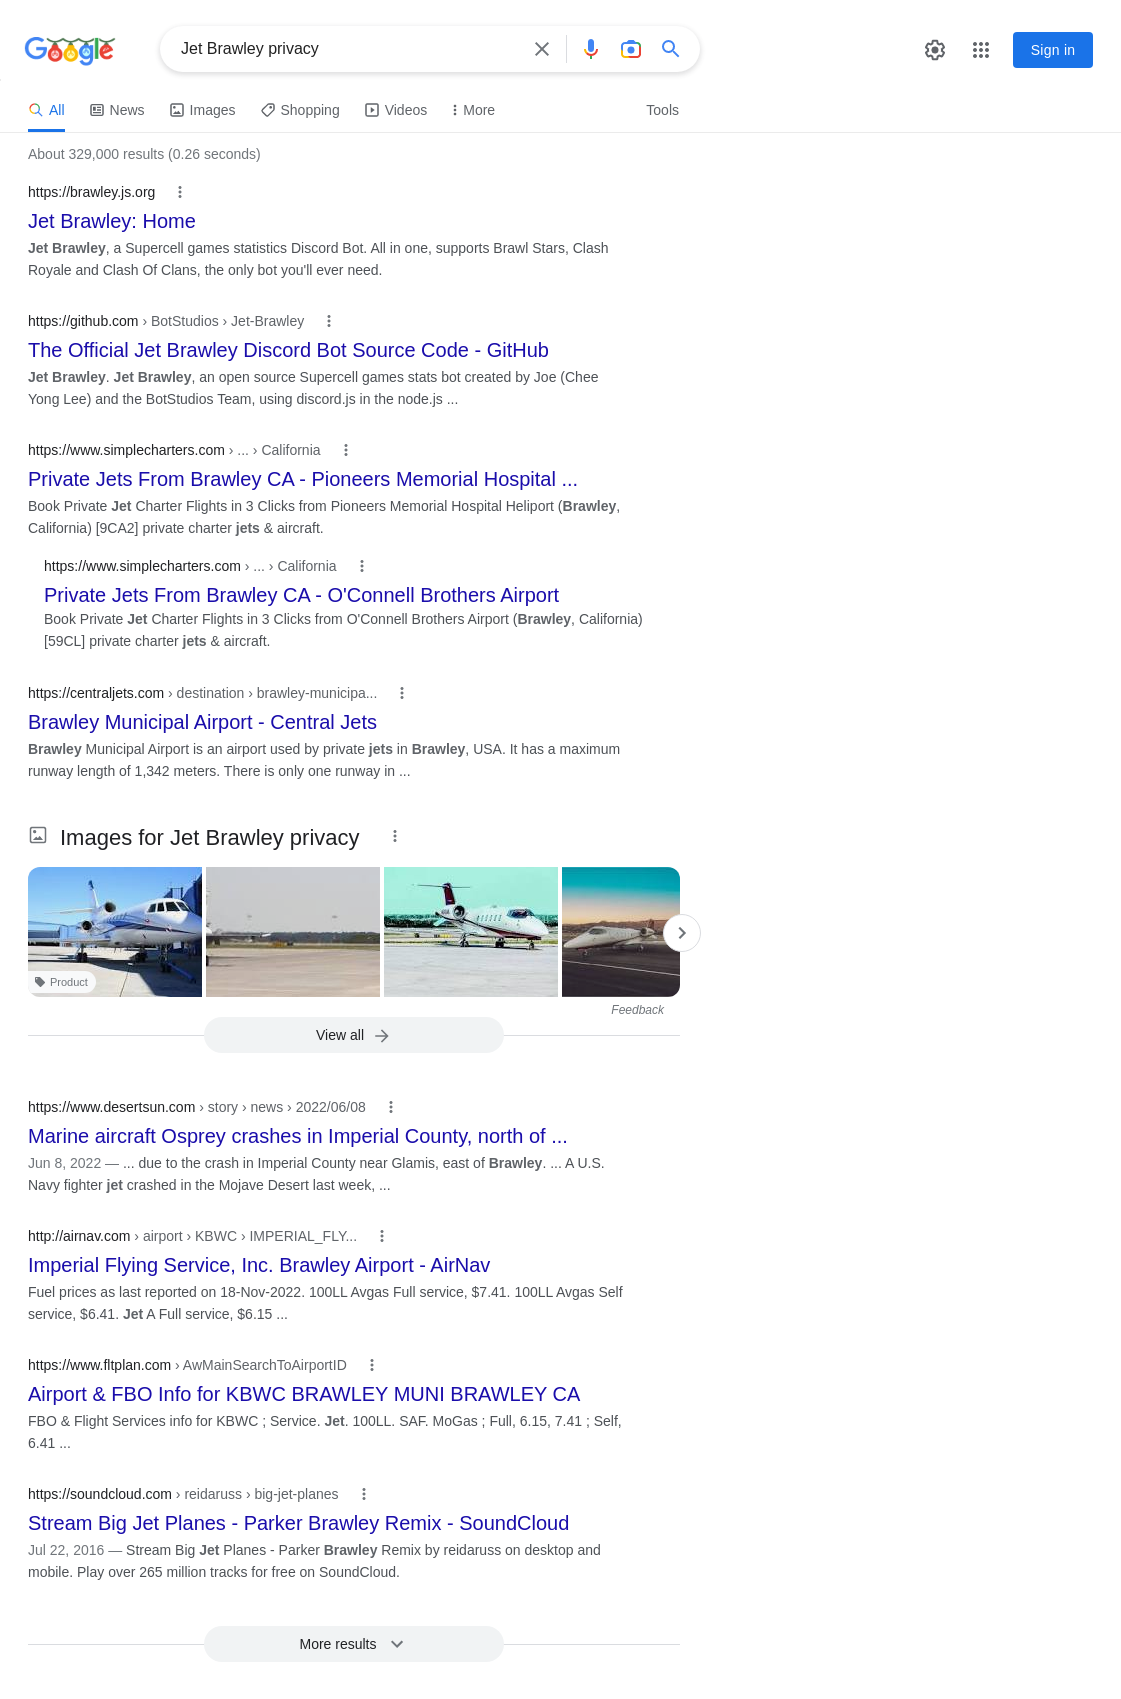 Google
Jet Brawley privacy
Sign in
All
News
Images
Shopping
Videos
More
Tools
About 329,000 results (0.26 seconds)
https://brawley.js.org
Jet Brawley: Home
Jet Brawley, a Supercell games statistics Discord Bot. All in one, supports Brawl Stars, Clash
Royale and Clash Of Clans, the only bot you'll ever need.
https://github.com › BotStudios › Jet-Brawley
The Official Jet Brawley Discord Bot Source Code - GitHub
Jet Brawley. Jet Brawley, an open source Supercell games stats bot created by Joe (Chee
Yong Lee) and the BotStudios Team, using discord.js in the node.js ...
https://www.simplecharters.com › ... › California
Private Jets From Brawley CA - Pioneers Memorial Hospital ...
Book Private Jet Charter Flights in 3 Clicks from Pioneers Memorial Hospital Heliport (Brawley,
California) [9CA2] private charter jets & aircraft.
https://www.simplecharters.com › ... › California
Private Jets From Brawley CA - O'Connell Brothers Airport
Book Private Jet Charter Flights in 3 Clicks from O'Connell Brothers Airport (Brawley, California)
[59CL] private charter jets & aircraft.
https://centraljets.com › destination › brawley-municipa...
Brawley Municipal Airport - Central Jets
Brawley Municipal Airport is an airport used by private jets in Brawley, USA. It has a maximum
runway length of 1,342 meters. There is only one runway in ...
Images for Jet Brawley privacy
Product
Feedback
View all
https://www.desertsun.com › story › news › 2022/06/08
Marine aircraft Osprey crashes in Imperial County, north of ...
Jun 8, 2022 — ... due to the crash in Imperial County near Glamis, east of Brawley. ... A U.S.
Navy fighter jet crashed in the Mojave Desert last week, ...
http://airnav.com › airport › KBWC › IMPERIAL_FLY...
Imperial Flying Service, Inc. Brawley Airport - AirNav
Fuel prices as last reported on 18-Nov-2022. 100LL Avgas Full service, $7.41. 100LL Avgas Self
service, $6.41. Jet A Full service, $6.15 ...
https://www.fltplan.com › AwMainSearchToAirportID
Airport & FBO Info for KBWC BRAWLEY MUNI BRAWLEY CA
FBO & Flight Services info for KBWC ; Service. Jet. 100LL. SAF. MoGas ; Full, 6.15, 7.41 ; Self,
6.41 ...
https://soundcloud.com › reidaruss › big-jet-planes
Stream Big Jet Planes - Parker Brawley Remix - SoundCloud
Jul 22, 2016 — Stream Big Jet Planes - Parker Brawley Remix by reidaruss on desktop and
mobile. Play over 265 million tracks for free on SoundCloud.
More results